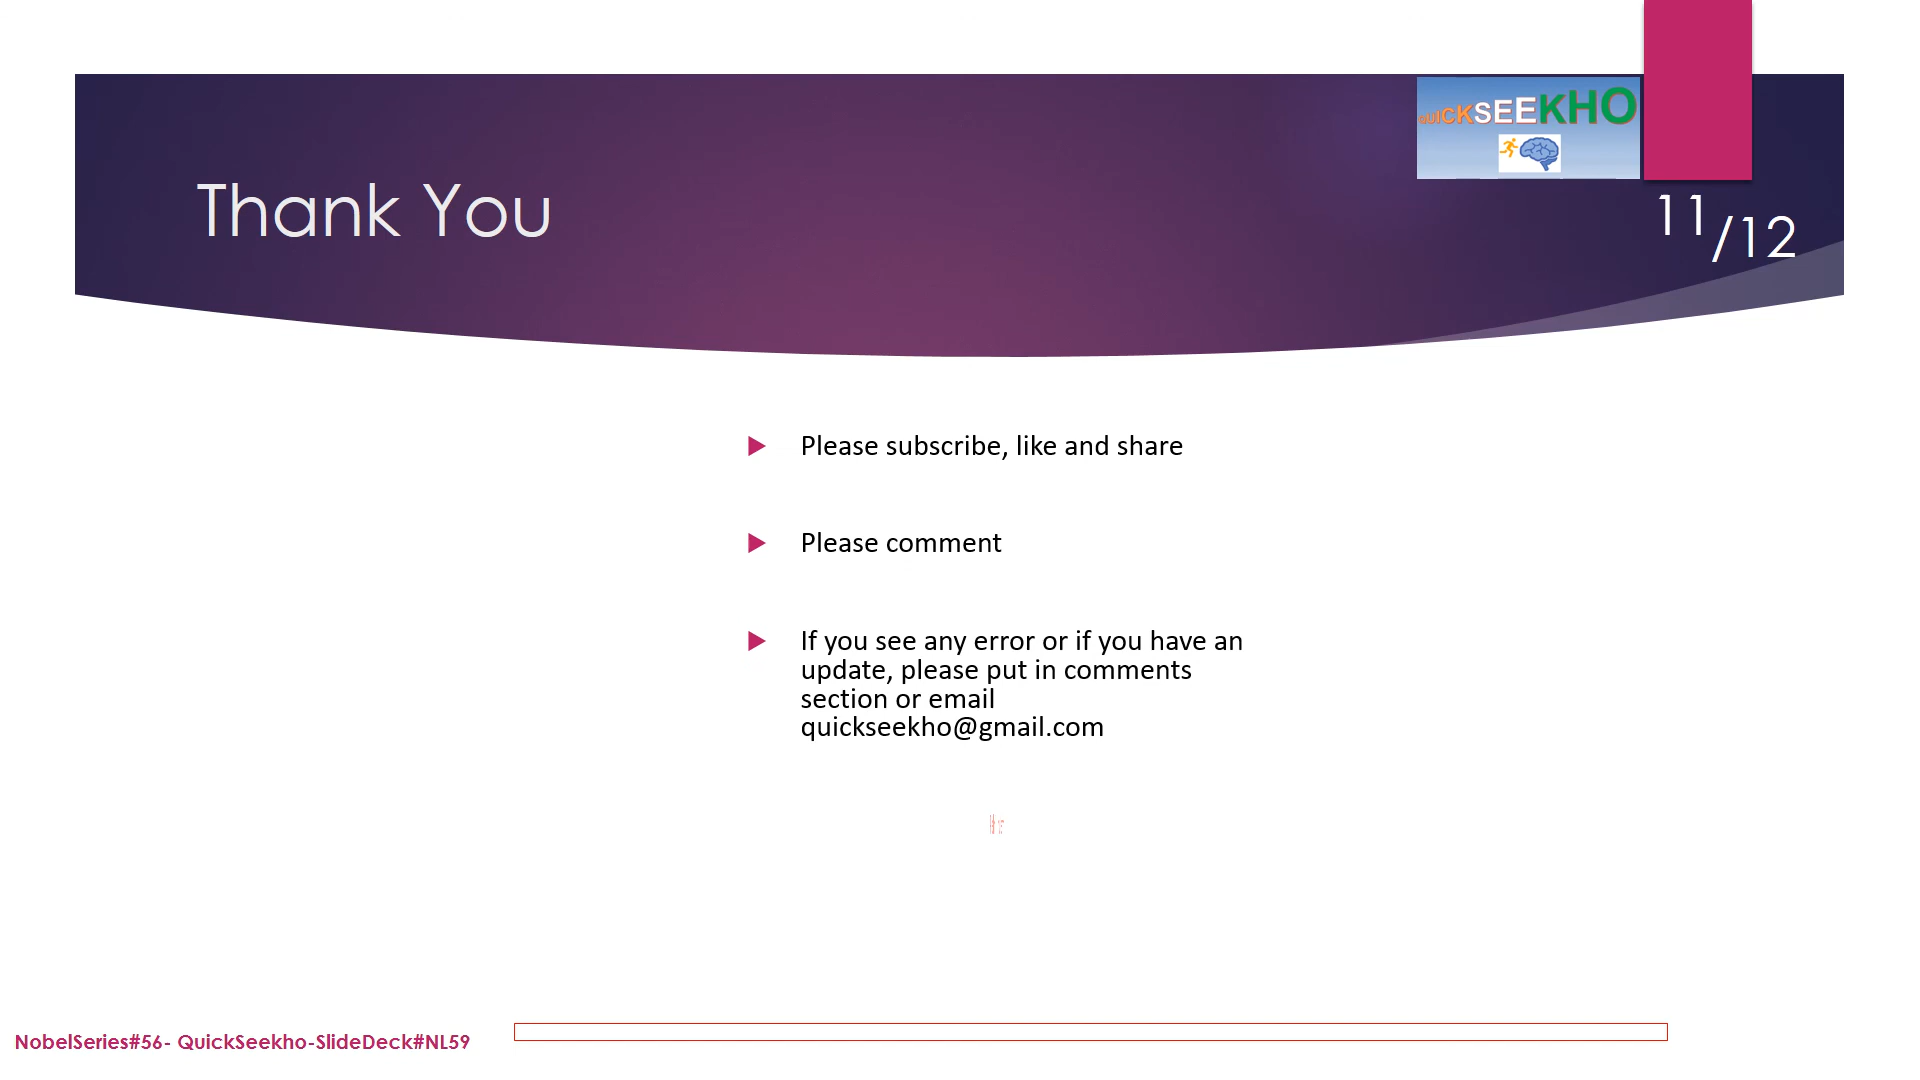 QUICKSEEKHO
Thank You
11/12
Please subscribe, like and share
Please comment
If you see any error or if you have an
update, please put in comments
section or email
quickseekho@gmail.com
NobelSeries#56- QuickSeekho-SlideDeck#NL59